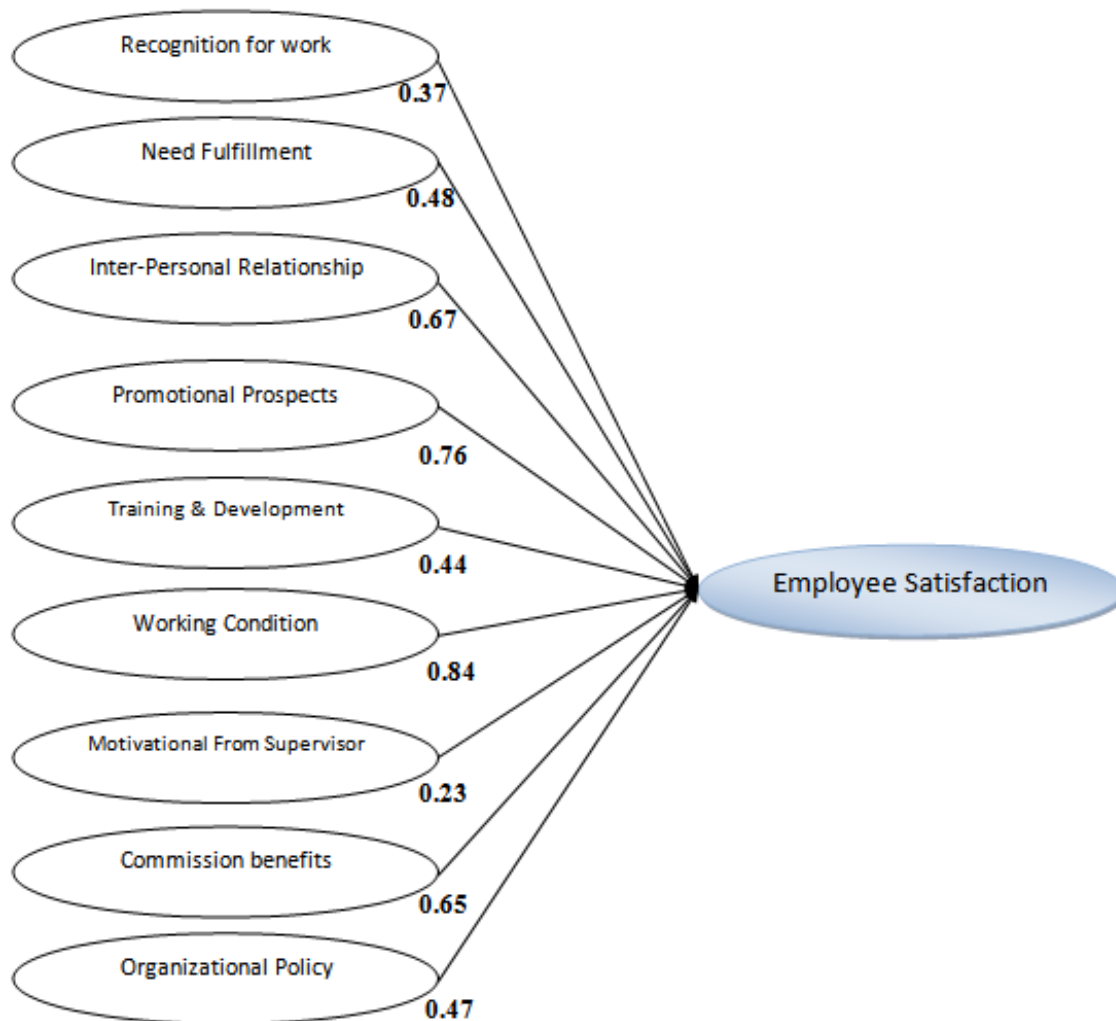 Recognition for work
0.37
Need Fulfillment
0.48
Inter-Personal Relationship
0.67
Promotional Prospects
0.76
Training & Development
0.44
Employee Satisfaction
Working Condition
0.84
Motivational From Supervisor
0.23
Commission benefits
0.65
Organizational Policy
0.47